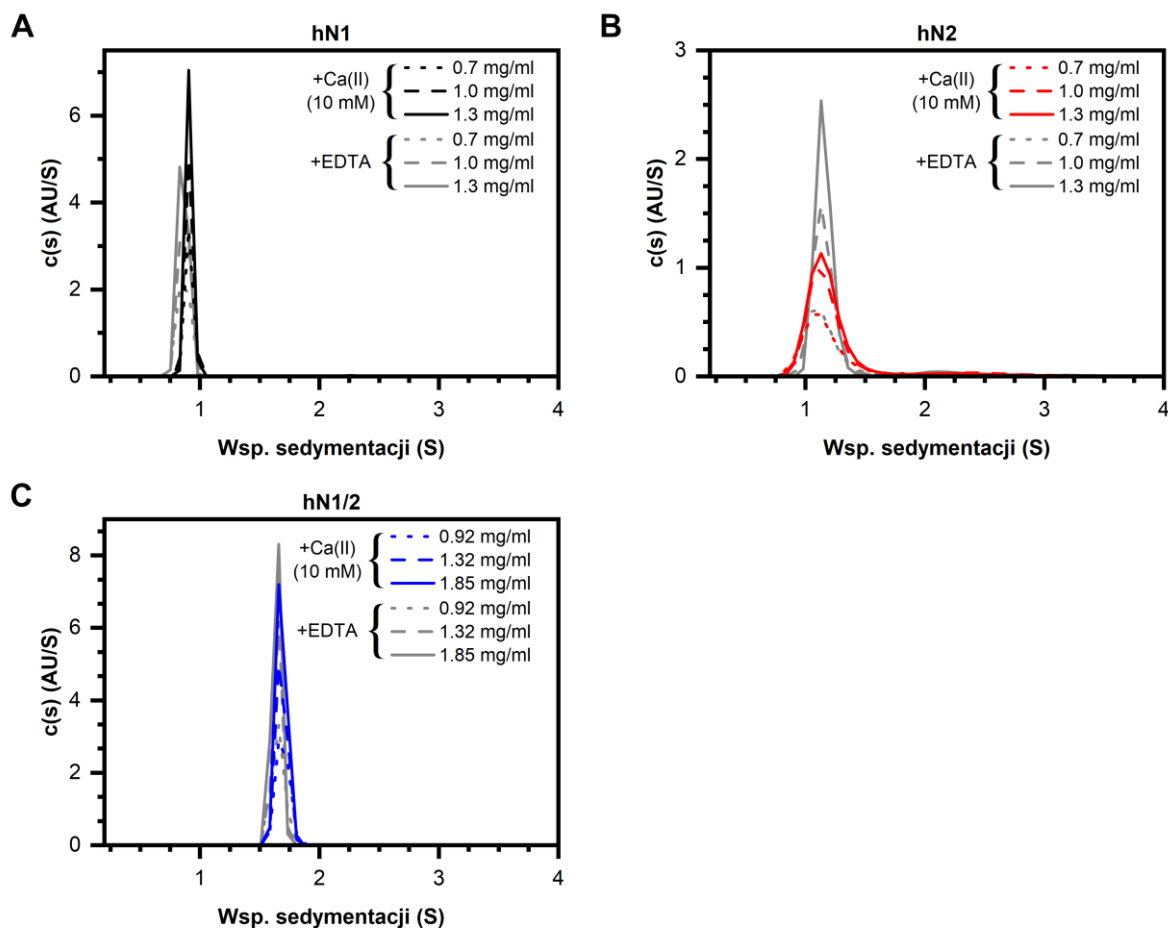 A
hN1
c(s) (AU/S)
6
4
2
0
+Ca(II)
(10 mM)
0.7 mg/ml
1.0 mg/ml
1.3 mg/ml
+EDTA
0.7 mg/ml
1.0 mg/ml
1.3 mg/ml
1 2 3 4
Wsp. sedymentacji (S)
B
hN2
c(s) (AU/S)
3
2
1
0
+Ca(II)
(10 mM)
0.7 mg/ml
1.0 mg/ml
1.3 mg/ml
+EDTA
0.7 mg/ml
1.0 mg/ml
1.3 mg/ml
1 2 3 4
Wsp. sedymentacji (S)
C
hN1/2
c(s) (AU/S)
8
6
4
2
0
+Ca(II)
(10 mM)
0.92 mg/ml
1.32 mg/ml
1.85 mg/ml
+EDTA
0.92 mg/ml
1.32 mg/ml
1.85 mg/ml
1 2 3 4
Wsp. sedymentacji (S)